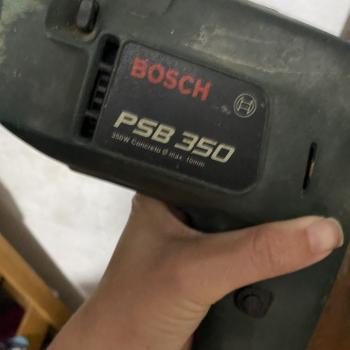 BOSCH
PSB 350
350W Concrete Ø max. 10mm